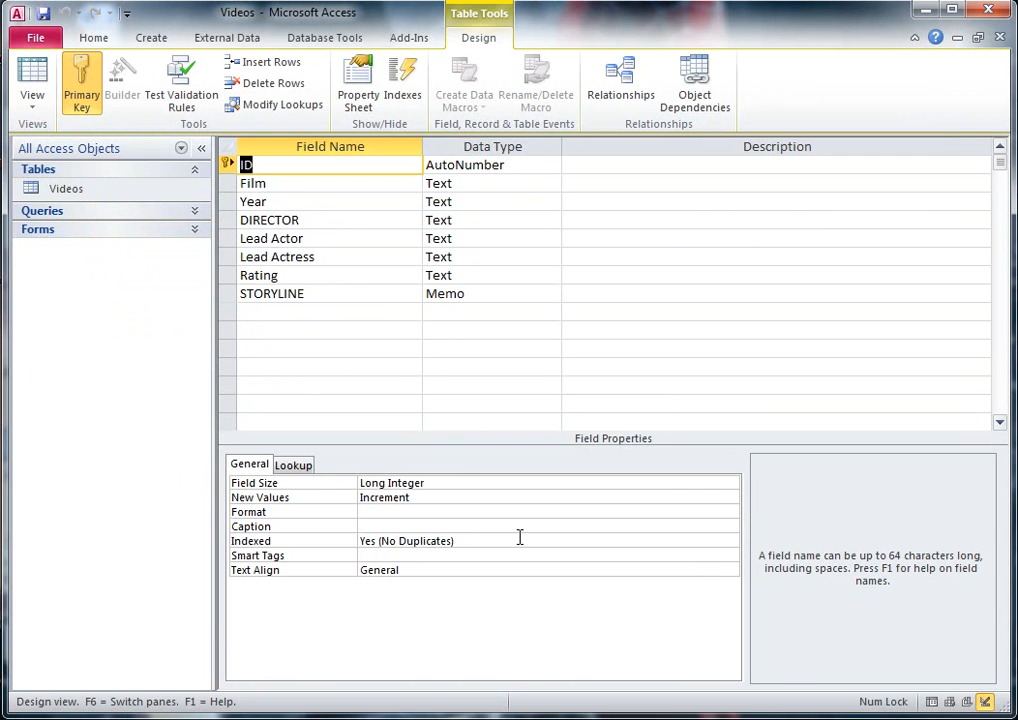 Videos - Microsoft Access
Table Tools
File Home Create External Data Database Tools Add-Ins Design
View
Views
Primary Key
Builder
Test Validation Rules
Insert Rows
Delete Rows
Modify Lookups
Tools
Property Sheet
Indexes
Show/Hide
Create Data Macros
Rename/Delete Macro
Field, Record & Table Events
Relationships
Object Dependencies
Relationships
All Access Objects
Tables
Videos
Queries
Forms
Field Name Data Type Description
ID AutoNumber
Film Text
Year Text
DIRECTOR Text
Lead Actor Text
Lead Actress Text
Rating Text
STORYLINE Memo
Field Properties
General Lookup
Field Size Long Integer
New Values Increment
Format
Caption
Indexed Yes (No Duplicates)
Smart Tags
Text Align General
A field name can be up to 64 characters long,
including spaces. Press F1 for help on field
names.
Design view. F6 = Switch panes. F1 = Help.
Num Lock